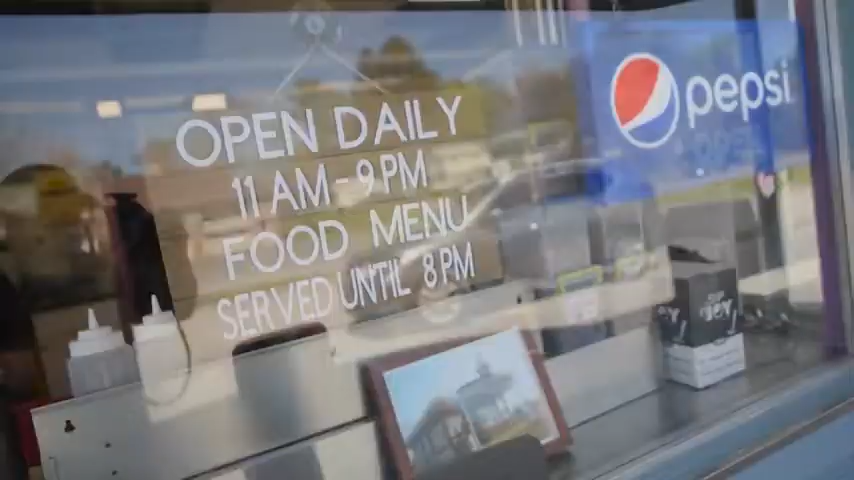 OPEN DAILY
11 AM - 9 PM
FOOD MENU
SERVED UNTIL 8 PM
pepsi